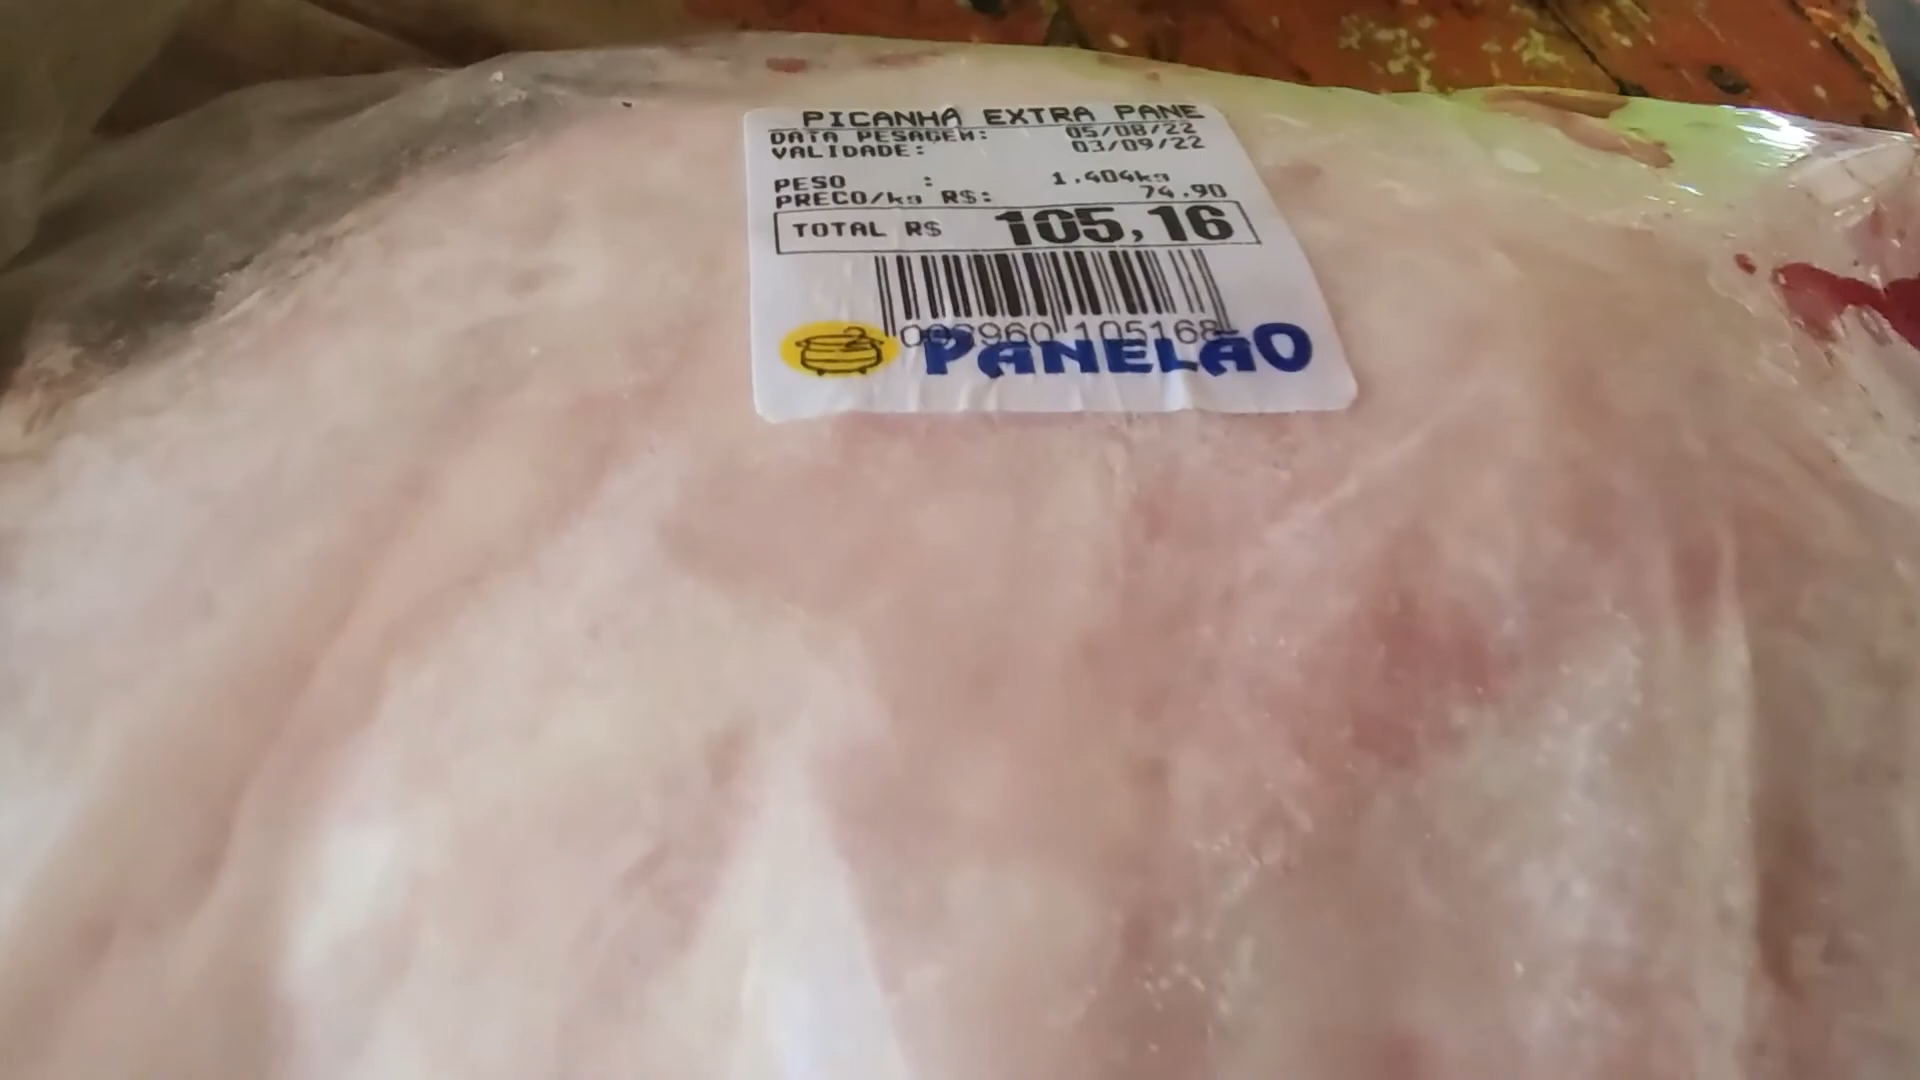 PICANHA EXTRA PANE
DATA PESAGEM: 05/08/22
VALIDADE: 03/09/22
PESO : 1.404kg
PRECO/kg R$: 74.90
TOTAL R$ 105,16
105168
PANELÃO